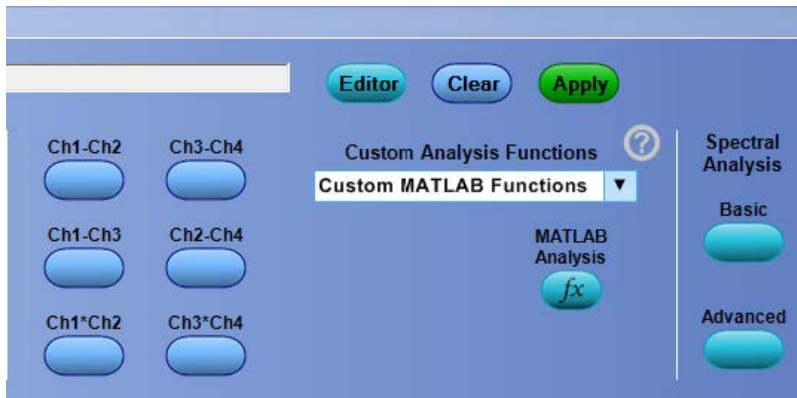 Editor Clear Apply
Ch1-Ch2 Ch3-Ch4
Custom Analysis Functions ?
Custom MATLAB Functions ▼
Spectral
Analysis
Ch1-Ch3 Ch2-Ch4
MATLAB
Analysis
fx
Basic
Ch1*Ch2 Ch3*Ch4
Advanced